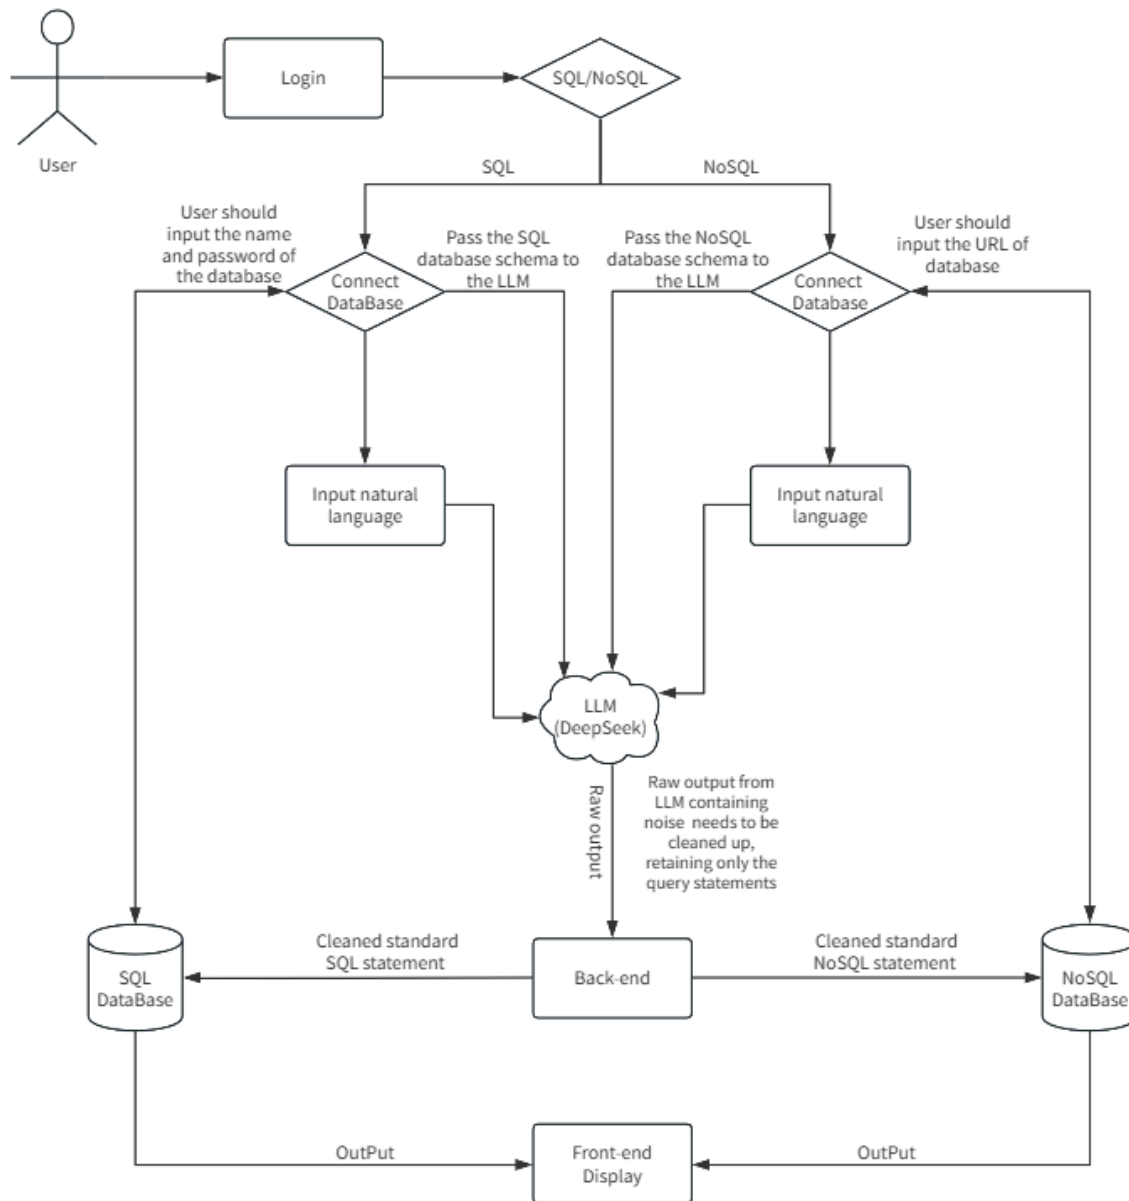 Login
SQL/NoSQL
User
SQL
NoSQL
User should
input the name
and password of
the database
Pass the SQL
database schema to
the LLM
Pass the NoSQL
database schema to
the LLM
User should
input the URL of
database
Connect
DataBase
Connect
Database
Input natural
language
Input natural
language
LLM
(DeepSeek)
Raw output
Raw output from
LLM containing
noise needs to be
cleaned up,
retaining only the
query statements
Cleaned standard
SQL statement
Cleaned standard
NoSQL statement
SQL
DataBase
Back-end
NoSQL
DataBase
OutPut
Front-end
Display
OutPut